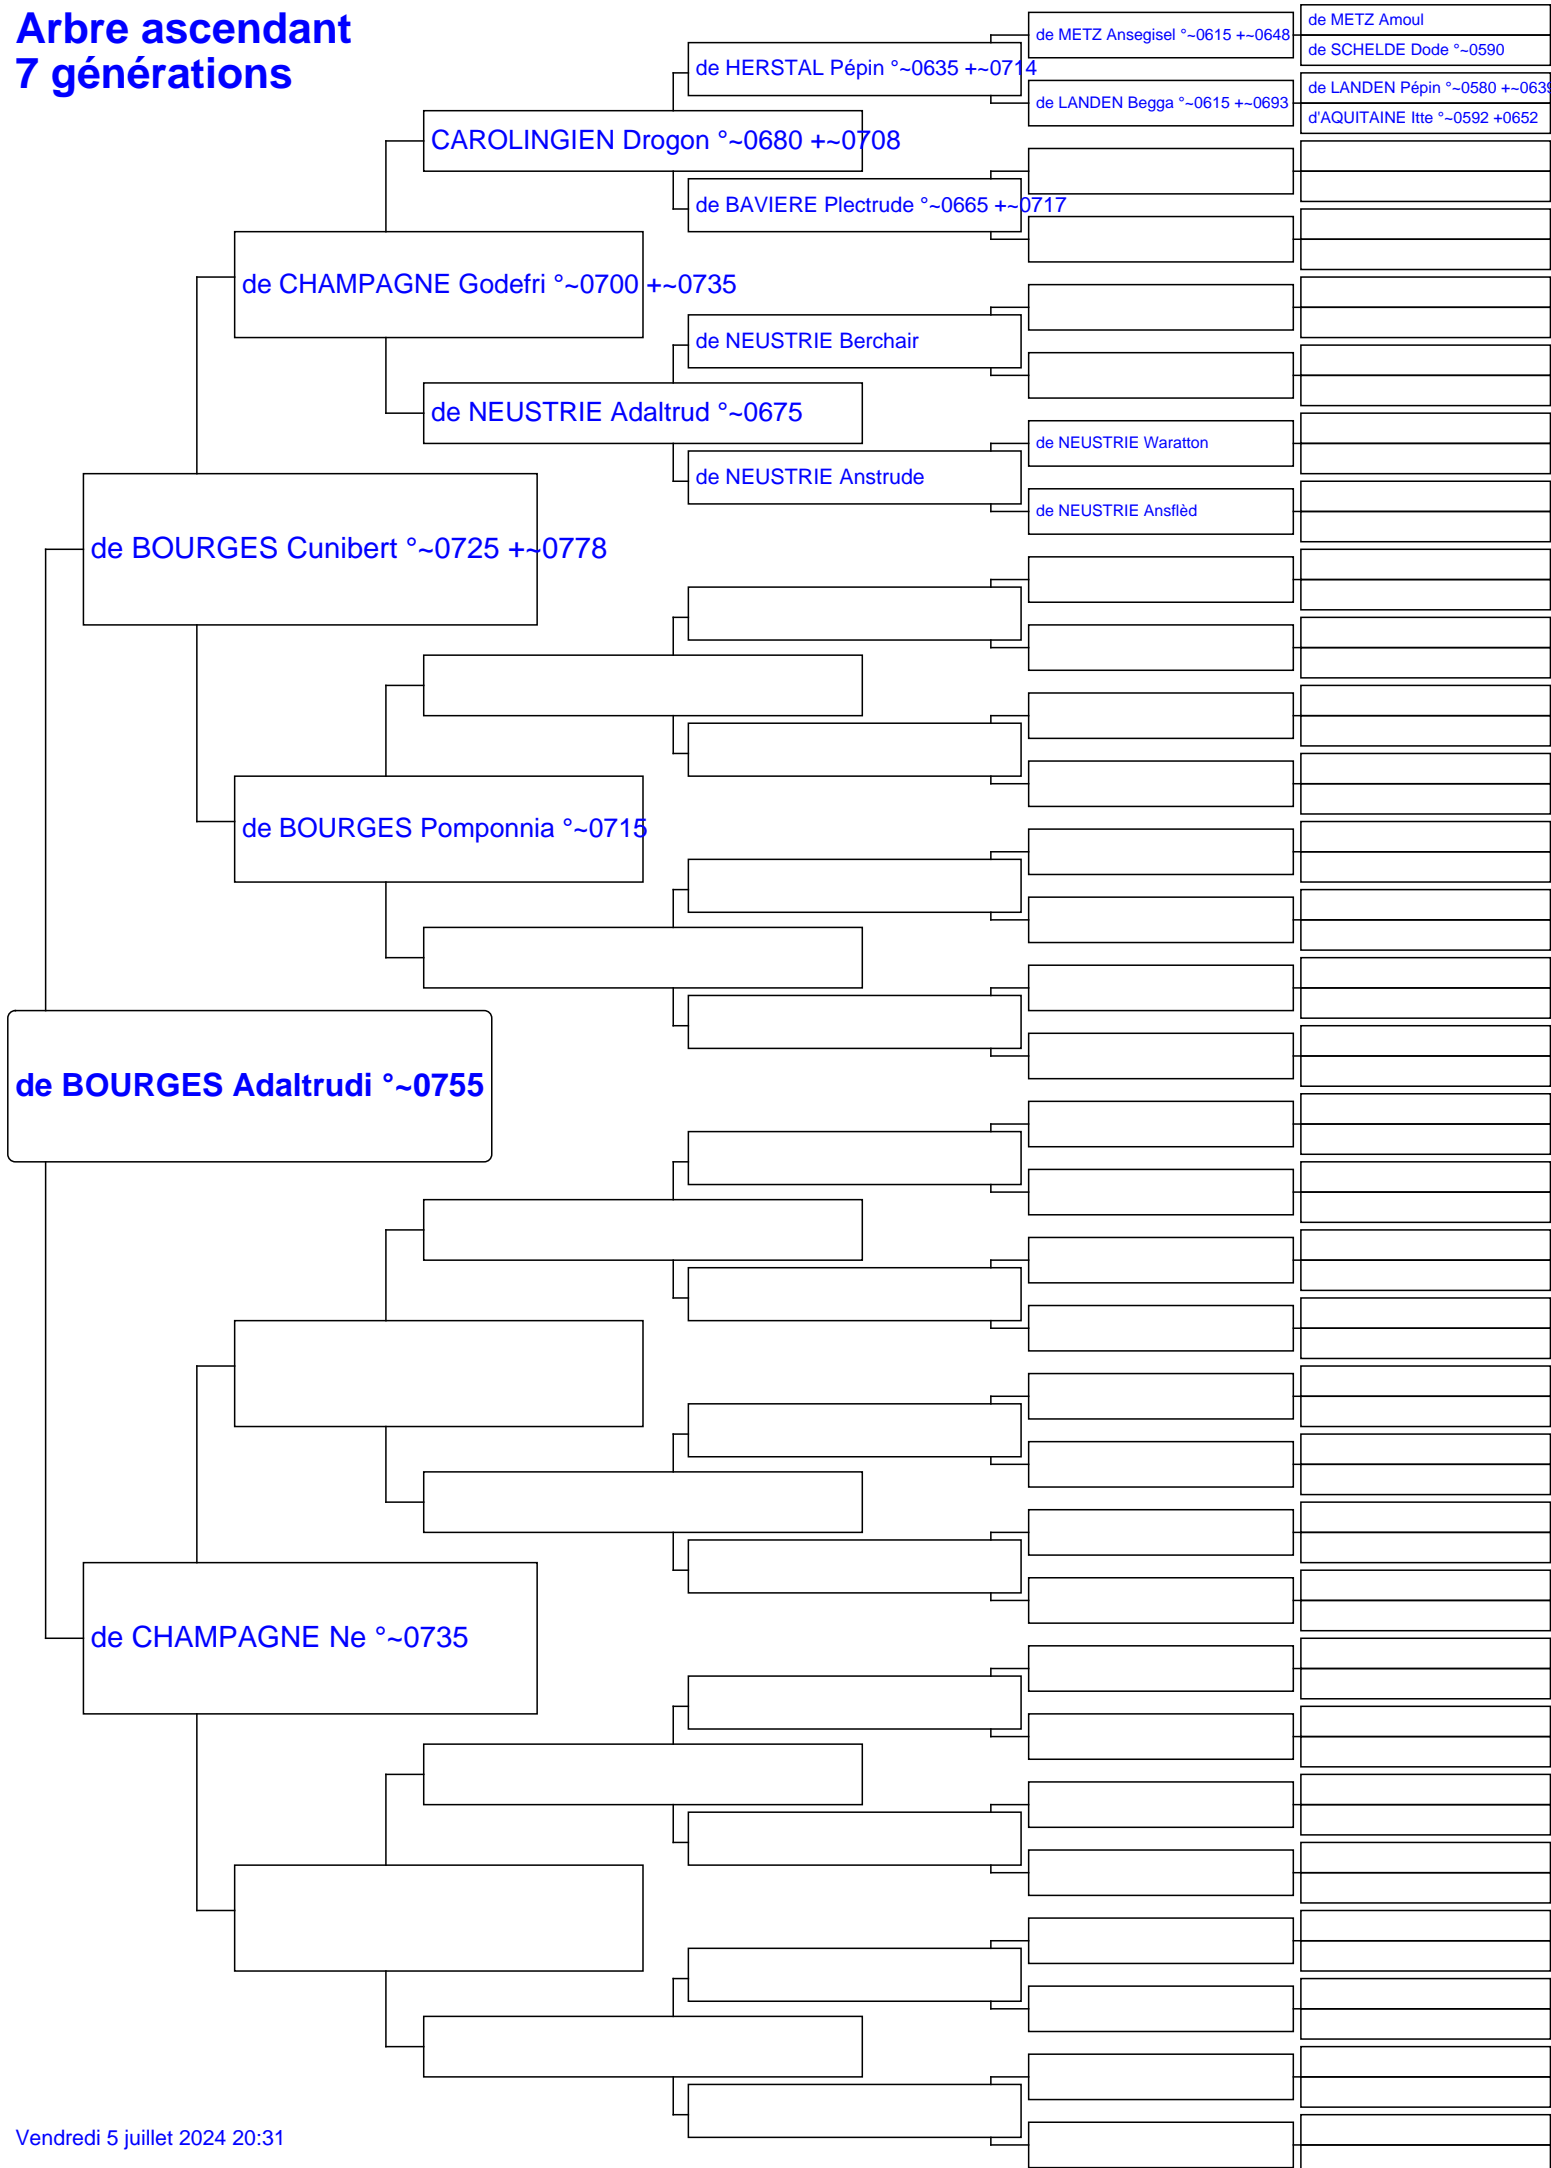 Arbre ascendant
7 générations
de METZ Ansegisel °~0615 +~0648
de METZ Amoul
de SCHELDE Dode °~0590
de HERSTAL Pépin °~0635 +~0714
de LANDEN Begga °~0615 +~0693
de LANDEN Pépin °~0580 +~0639
d'AQUITAINE Itte °~0592 +0652
CAROLINGIEN Drogon °~0680 +~0708
de BAVIERE Plectrude °~0665 +~0717
de CHAMPAGNE Godefri °~0700 +~0735
de NEUSTRIE Berchair
de NEUSTRIE Adaltrud °~0675
de NEUSTRIE Waratton
de NEUSTRIE Anstrude
de NEUSTRIE Ansflèd
de BOURGES Cunibert °~0725 +~0778
de BOURGES Pomponnia °~0715
de BOURGES Adaltrudi °~0755
de CHAMPAGNE Ne °~0735
Vendredi 5 juillet 2024 20:31